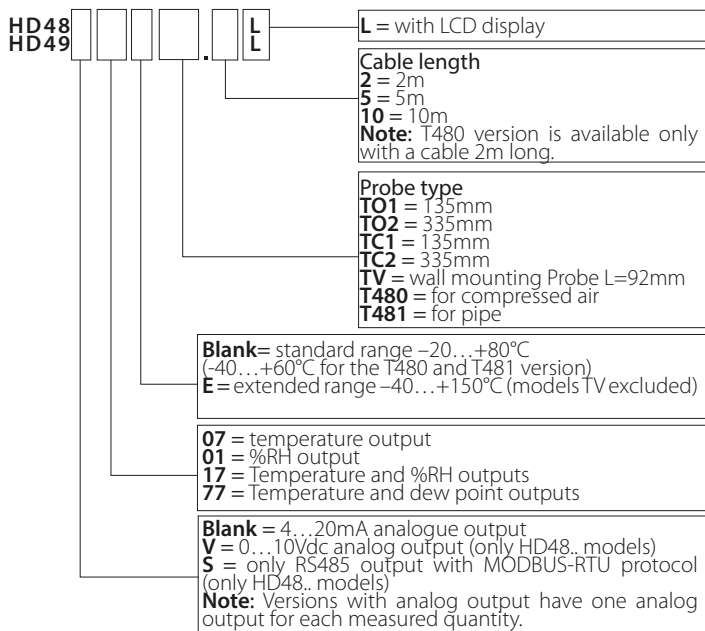 HD48
HD49
.
L
L
L = with LCD display
Cable length
2 = 2m
5 = 5m
10 = 10m
Note: T480 version is available only
with a cable 2m long.
Probe type
TO1 = 135mm
TO2 = 335mm
TC1 = 135mm
TC2 = 335mm
TV = wall mounting Probe L=92mm
T480 = for compressed air
T481 = for pipe
Blank= standard range –20…+80°C
(-40…+60°C for the T480 and T481 version)
E = extended range –40…+150°C (models TV excluded)
07 = temperature output
01 = %RH output
17 = Temperature and %RH outputs
77 = Temperature and dew point outputs
Blank = 4…20mA analogue output
V = 0…10Vdc analog output (only HD48.. models)
S = only RS485 output with MODBUS-RTU protocol
(only HD48.. models)
Note: Versions with analog output have one analog
output for each measured quantity.